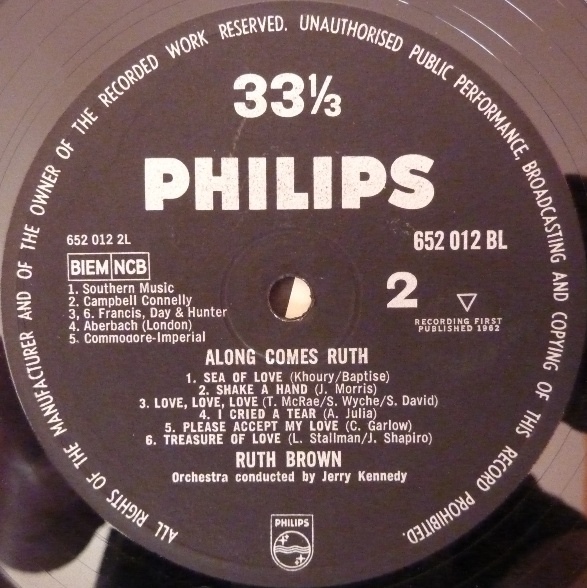 ALL RIGHTS OF THE MANUFACTURER AND OF THE OWNER OF THE RECORDED WORK RESERVED. UNAUTHORISED PUBLIC PERFORMANCE, BROADCASTING AND COPYING OF THIS RECORD PROHIBITED.
33⅓
PHILIPS
652 012 2L
652 012 BL
BIEM NCB
2
1. Southern Music
2. Campbell Connelly
3, 6. Francis, Day & Hunter
4. Aberbach (London)
5. Commodore-Imperial
RECORDING FIRST
PUBLISHED 1962
ALONG COMES RUTH
1. SEA OF LOVE (Khoury/Baptise)
2. SHAKE A HAND (J. Morris)
3. LOVE, LOVE, LOVE (T. McRae/S. Wyche/S. David)
4. I CRIED A TEAR (A. Julia)
5. PLEASE ACCEPT MY LOVE (C. Garlow)
6. TREASURE OF LOVE (L. Stallman/J. Shapiro)
RUTH BROWN
Orchestra conducted by Jerry Kennedy
PHILIPS